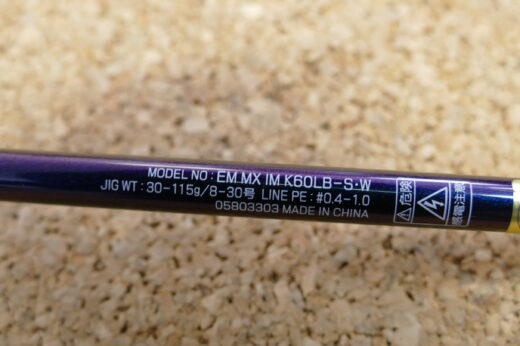 MODEL NO : EM MX IM K60LB-S・W
JIG WT : 30-115g/8-30号 LINE PE : #0.4-1.0
05803303 MADE IN CHINA
危険
感電注意